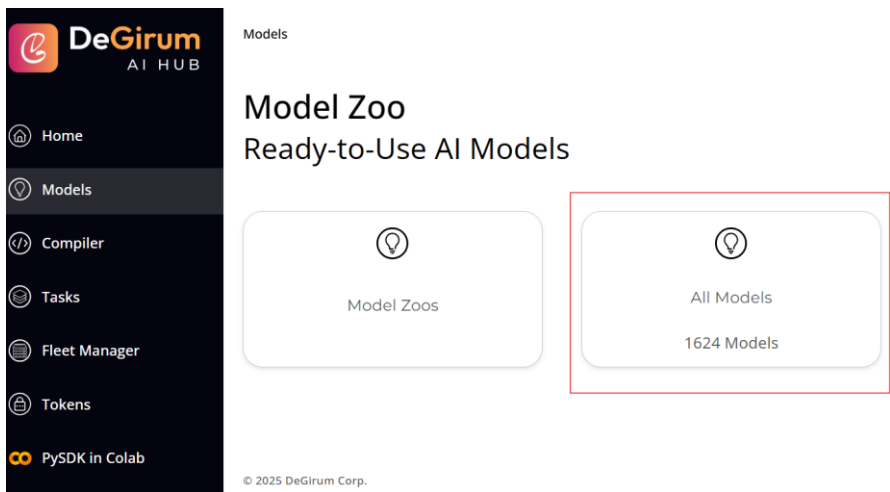 DeGirum
AI HUB
Home
Models
Compiler
Tasks
Fleet Manager
Tokens
PySDK in Colab
Models
Model Zoo
Ready-to-Use AI Models
Model Zoos
All Models
1624 Models
© 2025 DeGirum Corp.